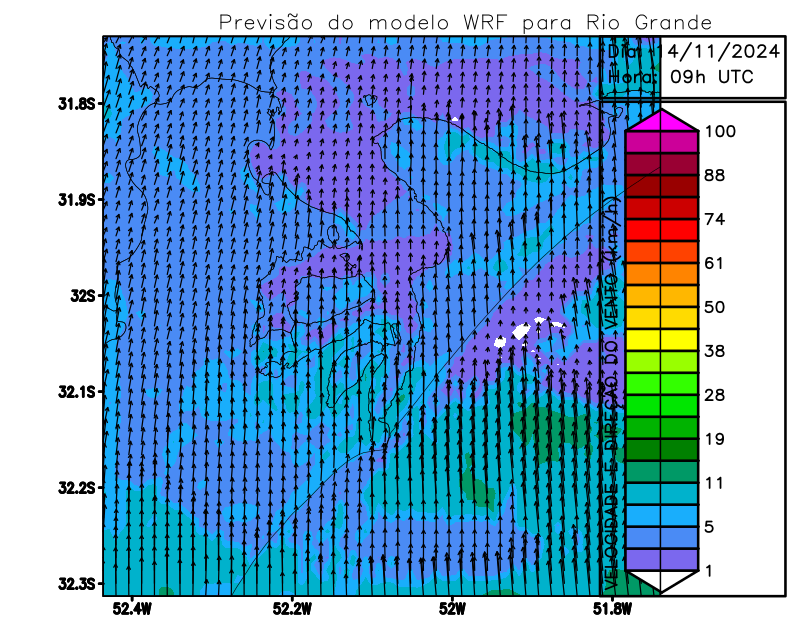 Previsão do modelo WRF para Rio Grande
Dia: 14/11/2024
Hora: 09h UTC
31.8S
31.9S
32S
32.1S
32.2S
32.3S
52.4W
52.2W
52W
51.8W
VELOCIDADE E DIREÇÃO DO VENTO (km/h)
100
88
74
61
50
38
28
19
11
5
1